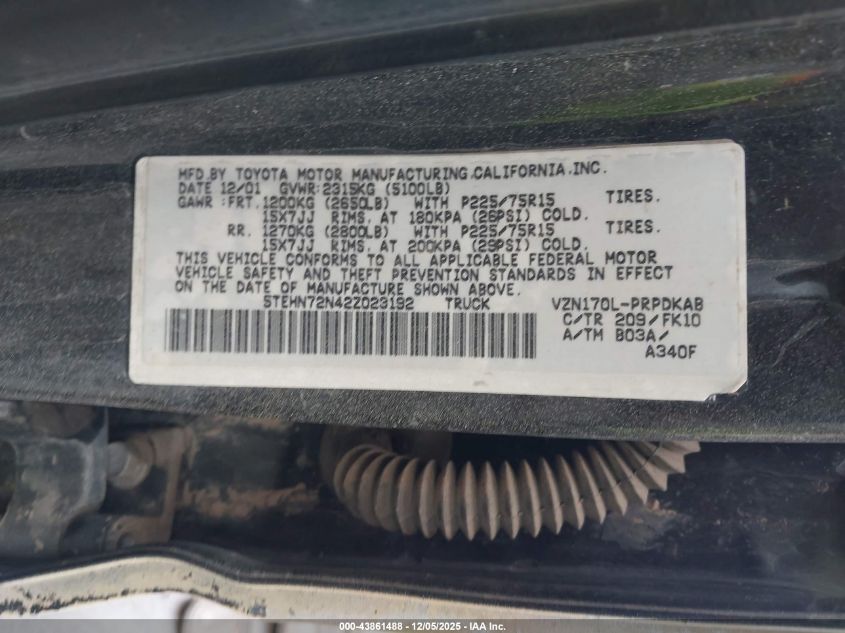 MFD.BY TOYOTA MOTOR MANUFACTURING,CALIFORNIA,INC.
DATE 12/01 GVWR:2315KG (5100LB)
GAWR :FRT.1200KG (2650LB) WITH P225/75R15 TIRES.
15X7JJ RIMS. AT 180KPA (26PSI) COLD.
RR. 1270KG (2800LB) WITH P225/75R15 TIRES.
15X7JJ RIMS. AT 200KPA (29PSI) COLD.
THIS VEHICLE CONFORMS TO ALL APPLICABLE FEDERAL MOTOR
VEHICLE SAFETY AND THEFT PREVENTION STANDARDS IN EFFECT
ON THE DATE OF MANUFACTURE SHOWN ABOVE.
5TEHN72N42Z023192 TRUCK VZN170L-PRPDKAB
C/TR 209/FK10
A/TM B03A/
A340F
000-43861488 12/05/2025 IAA Inc.